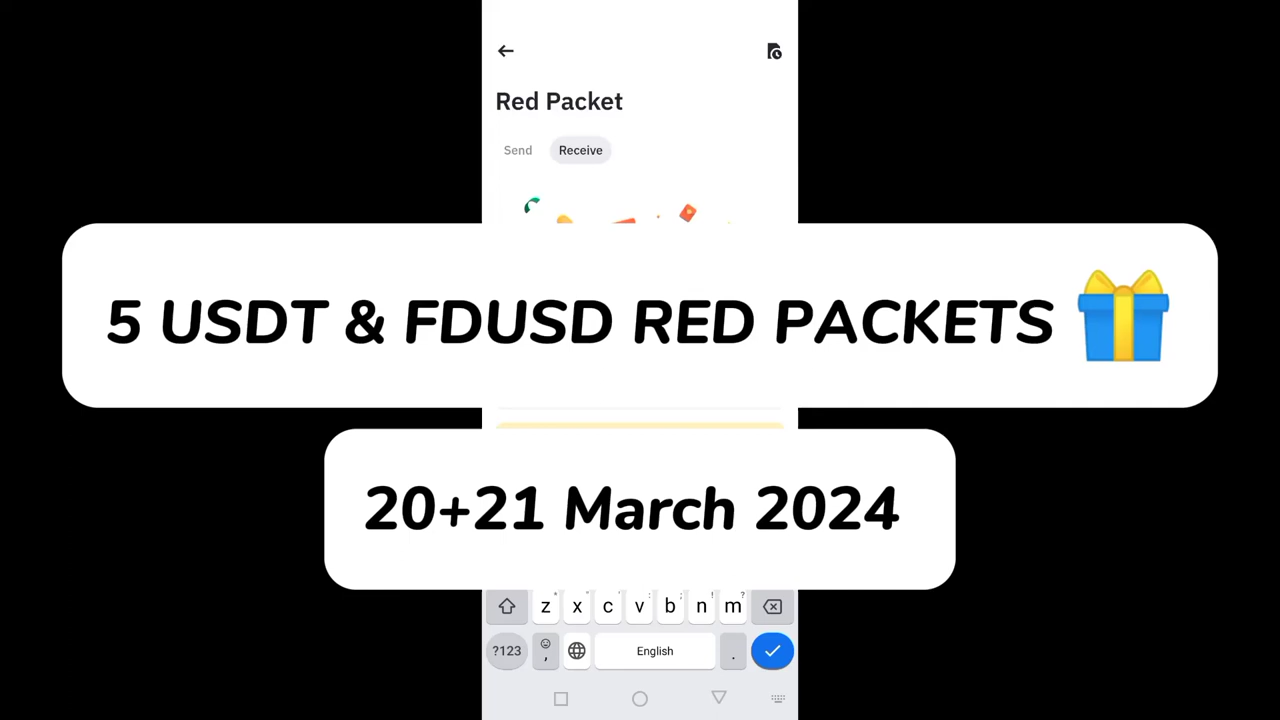 Red Packet
Send Receive
5 USDT & FDUSD RED PACKETS
20+21 March 2024
z x c v b n m
* " ' : ; ! ?
?123 , English .